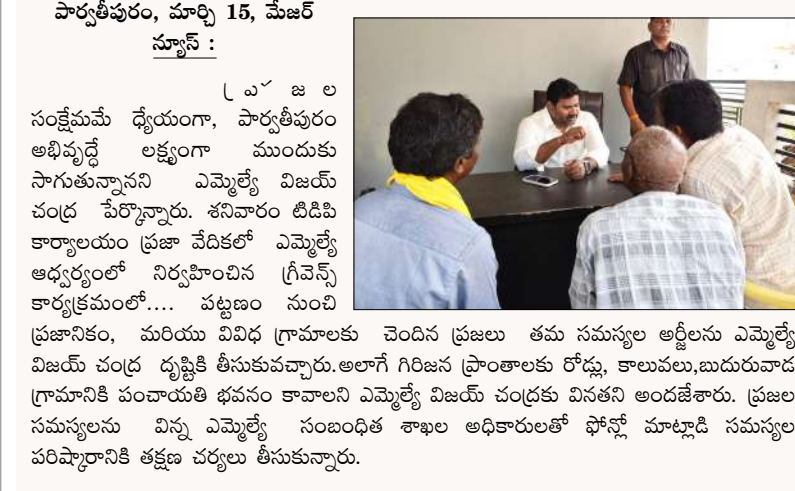 పార్వతీపురం, మార్చి 15, మేజర్
న్యూస్ :
ప్రజల
సంక్షేమమే ధ్యేయంగా, పార్వతీపురం
అభివృద్ధే లక్ష్యంగా ముందుకు
సాగుతున్నానని ఎమ్మెల్యే విజయ్
చంద్ర పేర్కొన్నారు. శనివారం టిడిపి
కార్యాలయం ప్రజా వేదికలో ఎమ్మెల్యే
ఆధ్వర్యంలో నిర్వహించిన గ్రీవెన్స్
కార్యక్రమంలో.... పట్టణం నుంచి
ప్రజానికం, మరియు వివిధ గ్రామాలకు చెందిన ప్రజలు తమ సమస్యల అర్జీలను ఎమ్మెల్యే
విజయ్ చంద్ర దృష్టికి తీసుకువచ్చారు.అలాగే గిరిజన ప్రాంతాలకు రోడ్లు, కాలువలు,బుదురువాడ
గ్రామానికి పంచాయతి భవనం కావాలని ఎమ్మెల్యే విజయ్ చంద్రకు వినతని అందజేశారు. ప్రజల
సమస్యలను విన్న ఎమ్మెల్యే సంబంధిత శాఖల అధికారులతో ఫోన్లో మాట్లాడి సమస్యల
పరిష్కారానికి తక్షణ చర్యలు తీసుకున్నారు.